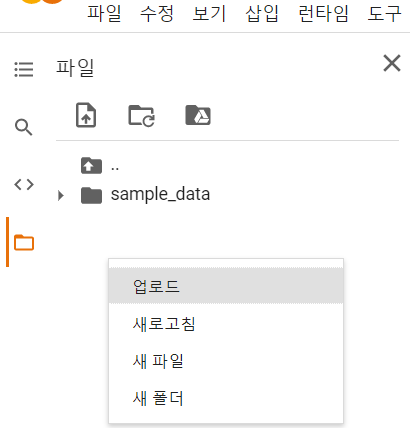 파일 수정 보기 삽입 런타임 도구
파일
..
sample_data
업로드
새로고침
새 파일
새 폴더